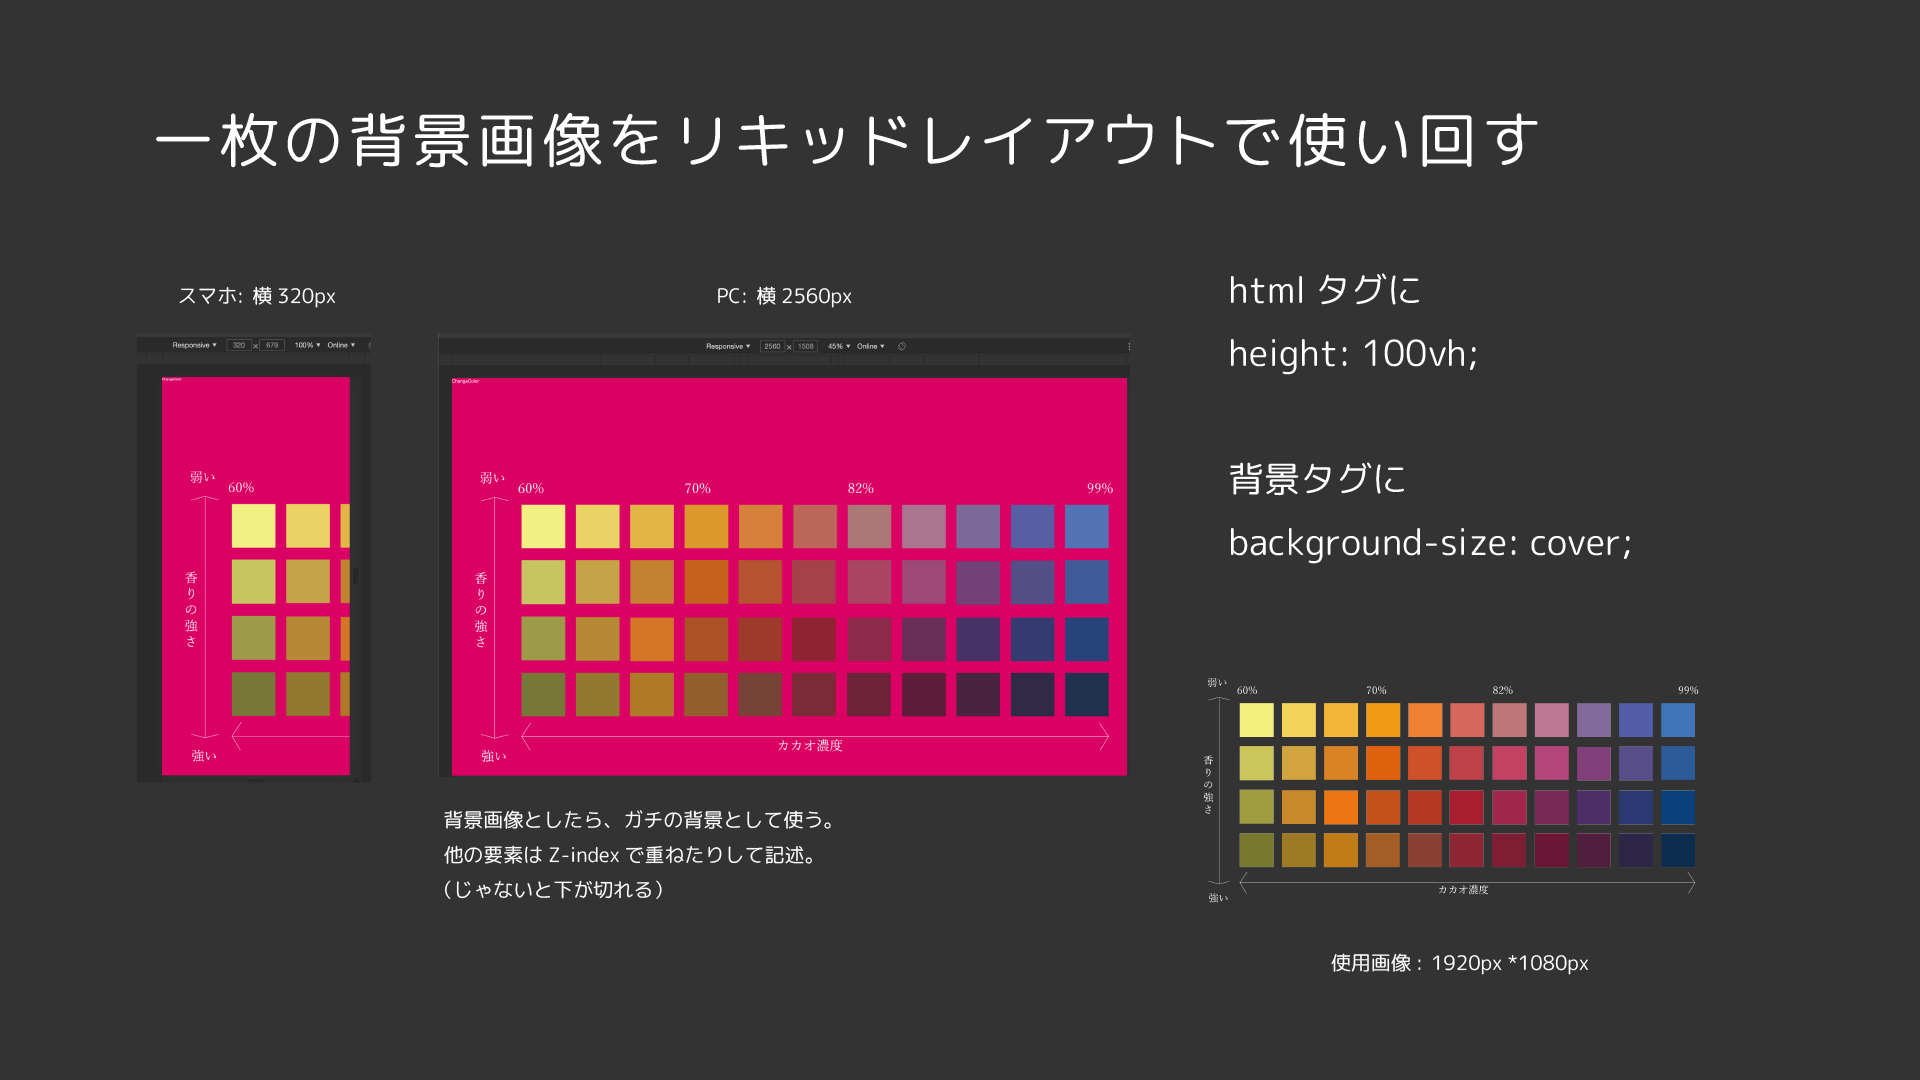 一枚の背景画像をリキッドレイアウトで使い回す
スマホ: 横 320px
Responsive ▼ 320 × 679 100% ▼ Online ▼
ChangeColor
弱い
60%
香りの強さ
強い
PC: 横 2560px
Responsive ▼ 2560 × 1508 45% ▼ Online ▼
ChangeColor
弱い
60% 70% 82% 99%
香りの強さ
カカオ濃度
強い
背景画像としたら、ガチの背景として使う。
他の要素は Z-index で重ねたりして記述。
（じゃないと下が切れる）
html タグに
height: 100vh;
背景タグに
background-size: cover;
弱い
60% 70% 82% 99%
香りの強さ
カカオ濃度
強い
使用画像 : 1920px *1080px